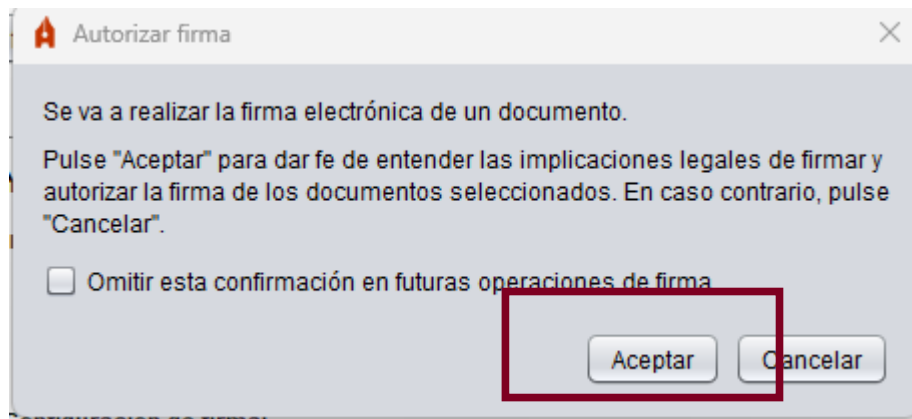 Autorizar firma
Se va a realizar la firma electrónica de un documento.
Pulse "Aceptar" para dar fe de entender las implicaciones legales de firmar y
autorizar la firma de los documentos seleccionados. En caso contrario, pulse
"Cancelar".
Omitir esta confirmación en futuras operaciones de firma
Aceptar Cancelar